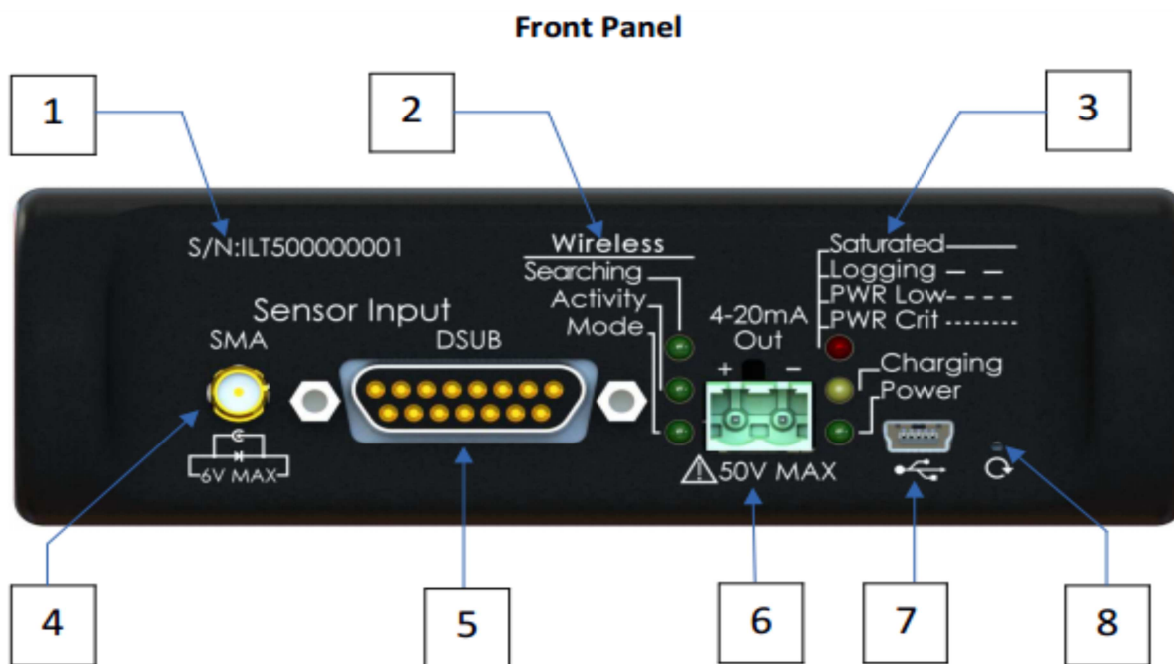 Front Panel
1
2
3
S/N:ILT500000001
Wireless
Searching
Activity
Mode
Saturated
Logging
PWR Low
PWR Crit
Sensor Input
SMA
DSUB
4-20mA
Out
+ -
Charging
Power
6V MAX
50V MAX
4
5
6
7
8